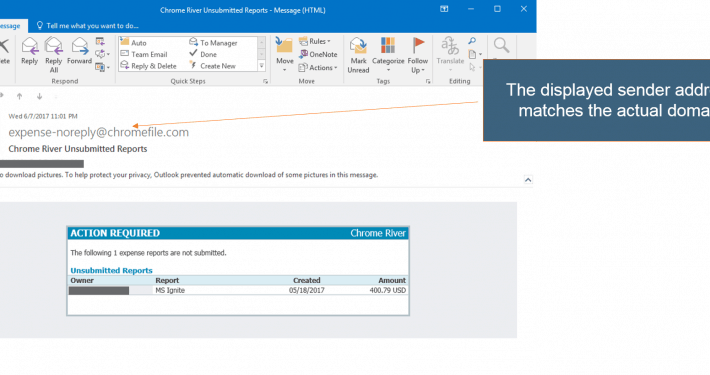 Chrome River Unsubmitted Reports - Message (HTML)
Tell me what you want to do...
Reply
Reply All
Forward
Respond
Auto
Team Email
Reply & Delete
To Manager
Done
Create New
Quick Steps
Move
Rules
OneNote
Actions
Move
Mark Unread
Categorize
Follow Up
Tags
Translate
Editing
The displayed sender
matches the actual
Wed 6/7/2017 11:01 PM
expense-noreply@chromefile.com
Chrome River Unsubmitted Reports
download pictures. To help protect your privacy, Outlook prevented automatic download of some pictures in this message.
ACTION REQUIRED Chrome River
The following 1 expense reports are not submitted.
Unsubmitted Reports
Owner Report Created Amount
MS Ignite 05/18/2017 400.79 USD